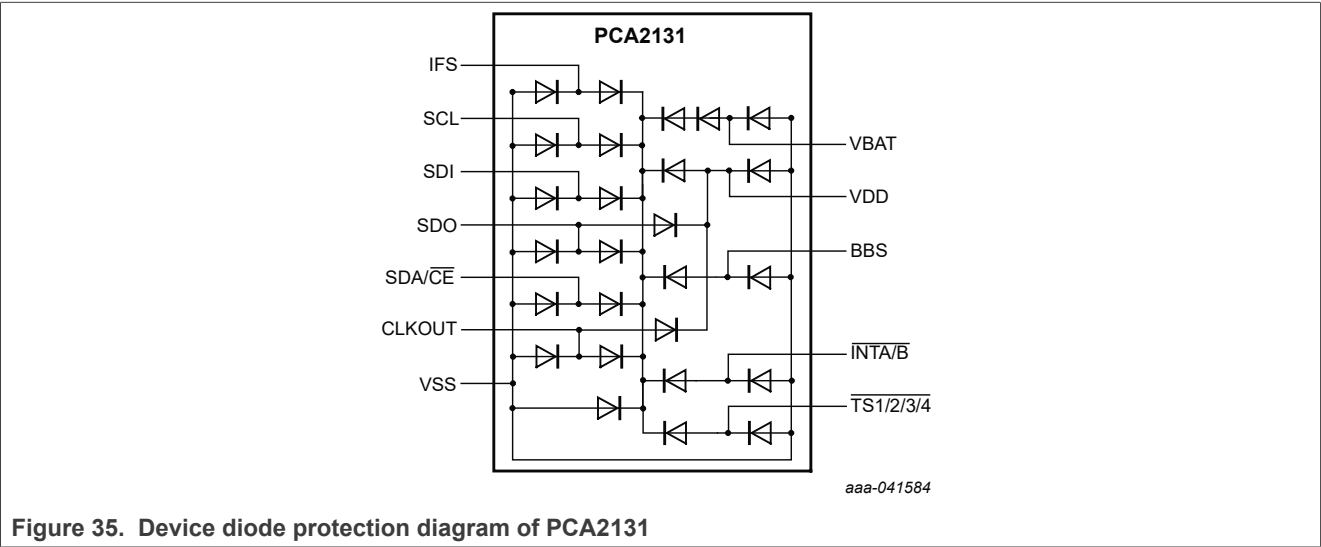 PCA2131
IFS
SCL
SDI
SDO
SDA/CE
CLKOUT
VSS
VBAT
VDD
BBS
INTA/B
TS1/2/3/4
aaa-041584
Figure 35. Device diode protection diagram of PCA2131